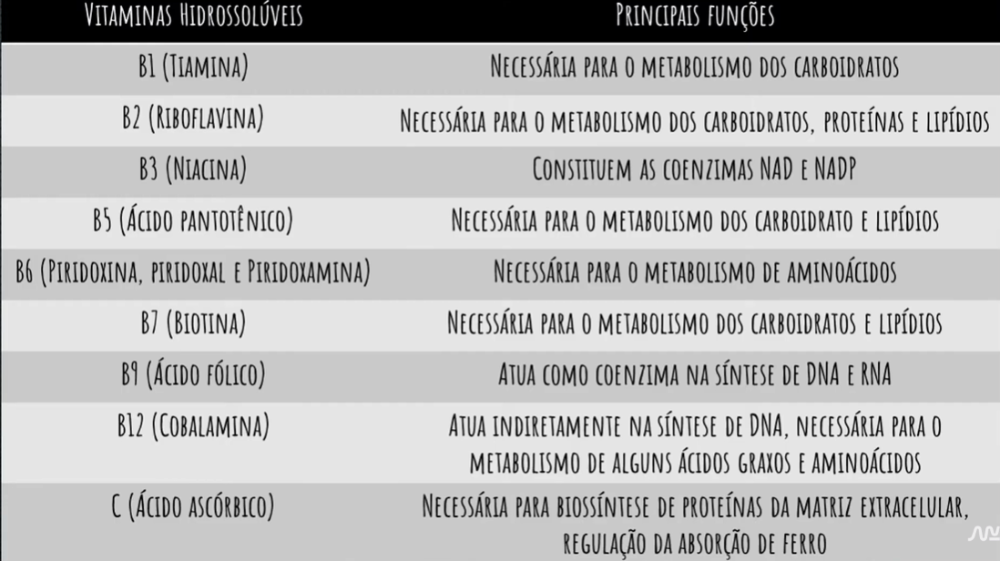 Vitaminas Hidrossolúveis Principais funções
B1 (Tiamina) Necessária para o metabolismo dos carboidratos
B2 (Riboflavina) Necessária para o metabolismo dos carboidratos, proteínas e lipídios
B3 (Niacina) Constituem as coenzimas NAD e NADP
B5 (Ácido pantotênico) Necessária para o metabolismo dos carboidrato e lipídios
B6 (Piridoxina, piridoxal e Piridoxamina) Necessária para o metabolismo de aminoácidos
B7 (Biotina) Necessária para o metabolismo dos carboidratos e lipídios
B9 (Ácido fólico) Atua como coenzima na síntese de DNA e RNA
B12 (Cobalamina) Atua indiretamente na síntese de DNA, necessária para o
metabolismo de alguns ácidos graxos e aminoácidos
C (Ácido ascórbico) Necessária para biossíntese de proteínas da matriz extracelular,
regulação da absorção de ferro